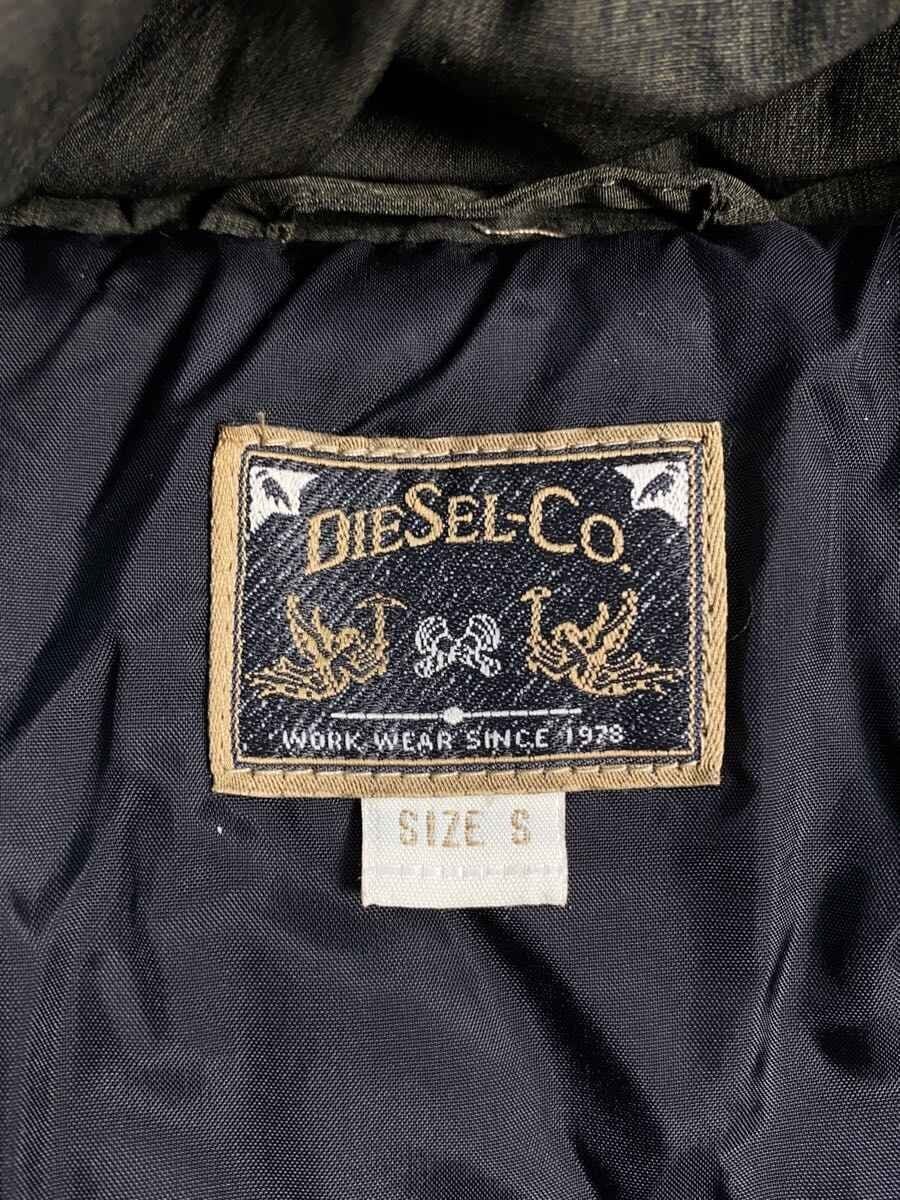 DIESEL-CO.
WORK WEAR SINCE 1978
SIZE S